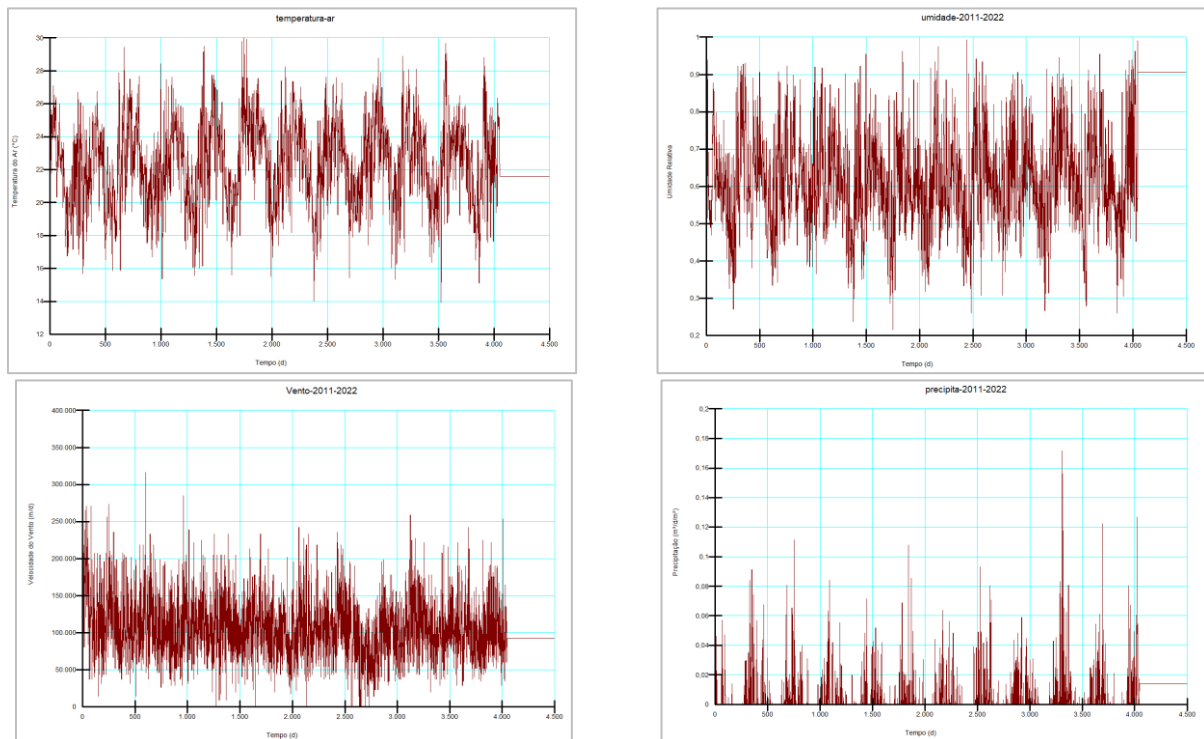 temperatura-ar
30
28
26
24
22
20
18
16
14
12
Temperatura do Ar (°C)
0 500 1.000 1.500 2.000 2.500 3.000 3.500 4.000 4.500
Tempo (d)
umidade-2011-2022
1
0,9
0,8
0,7
0,6
0,5
0,4
0,3
0,2
Umidade Relativa
0 500 1.000 1.500 2.000 2.500 3.000 3.500 4.000 4.500
Tempo (d)
Vento-2011-2022
400.000
350.000
300.000
250.000
200.000
150.000
100.000
50.000
0
Velocidade do Vento (m/d)
0 500 1.000 1.500 2.000 2.500 3.000 3.500 4.000 4.500
Tempo (d)
precipita-2011-2022
0,2
0,18
0,16
0,14
0,12
0,1
0,08
0,06
0,04
0,02
0
Precipitação (m³/d/m²)
0 500 1.000 1.500 2.000 2.500 3.000 3.500 4.000 4.500
Tempo (d)